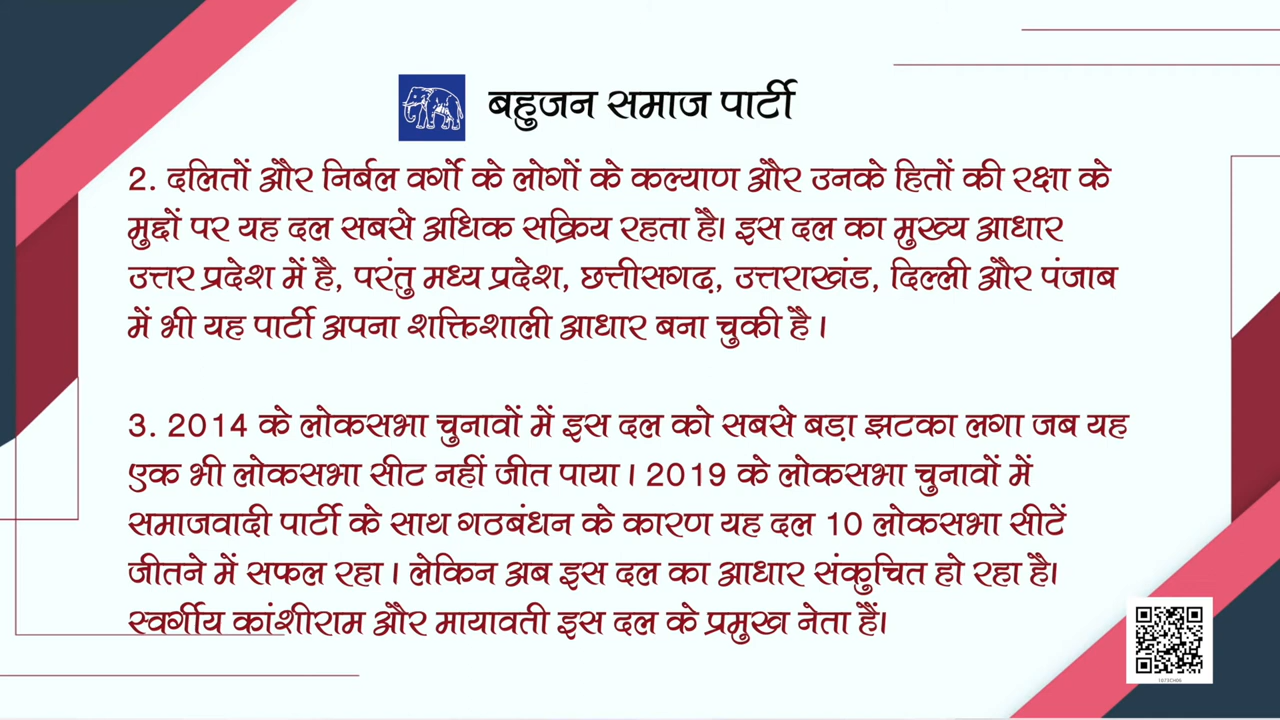 बहुजन समाज पार्टी
2. दलितों और निर्बल वर्गो के लोगों के कल्याण और उनके हितों की रक्षा के
मुद्दों पर यह दल सबसे अधिक सक्रिय रहता है। इस दल का मुख्य आधार
उत्तर प्रदेश में है, परंतु मध्य प्रदेश, छत्तीसगढ़, उत्तराखंड, दिल्ली और पंजाब
में भी यह पार्टी अपना शक्तिशाली आधार बना चुकी है ।
3. 2014 के लोकसभा चुनावों में इस दल को सबसे बड़ा झटका लगा जब यह
एक भी लोकसभा सीट नहीं जीत पाया । 2019 के लोकसभा चुनावों में
समाजवादी पार्टी के साथ गठबंधन के कारण यह दल 10 लोकसभा सीटें
जीतने में सफल रहा । लेकिन अब इस दल का आधार संकुचित हो रहा है।
स्वर्गीय कांशीराम और मायावती इस दल के प्रमुख नेता हैं।
1073CH06